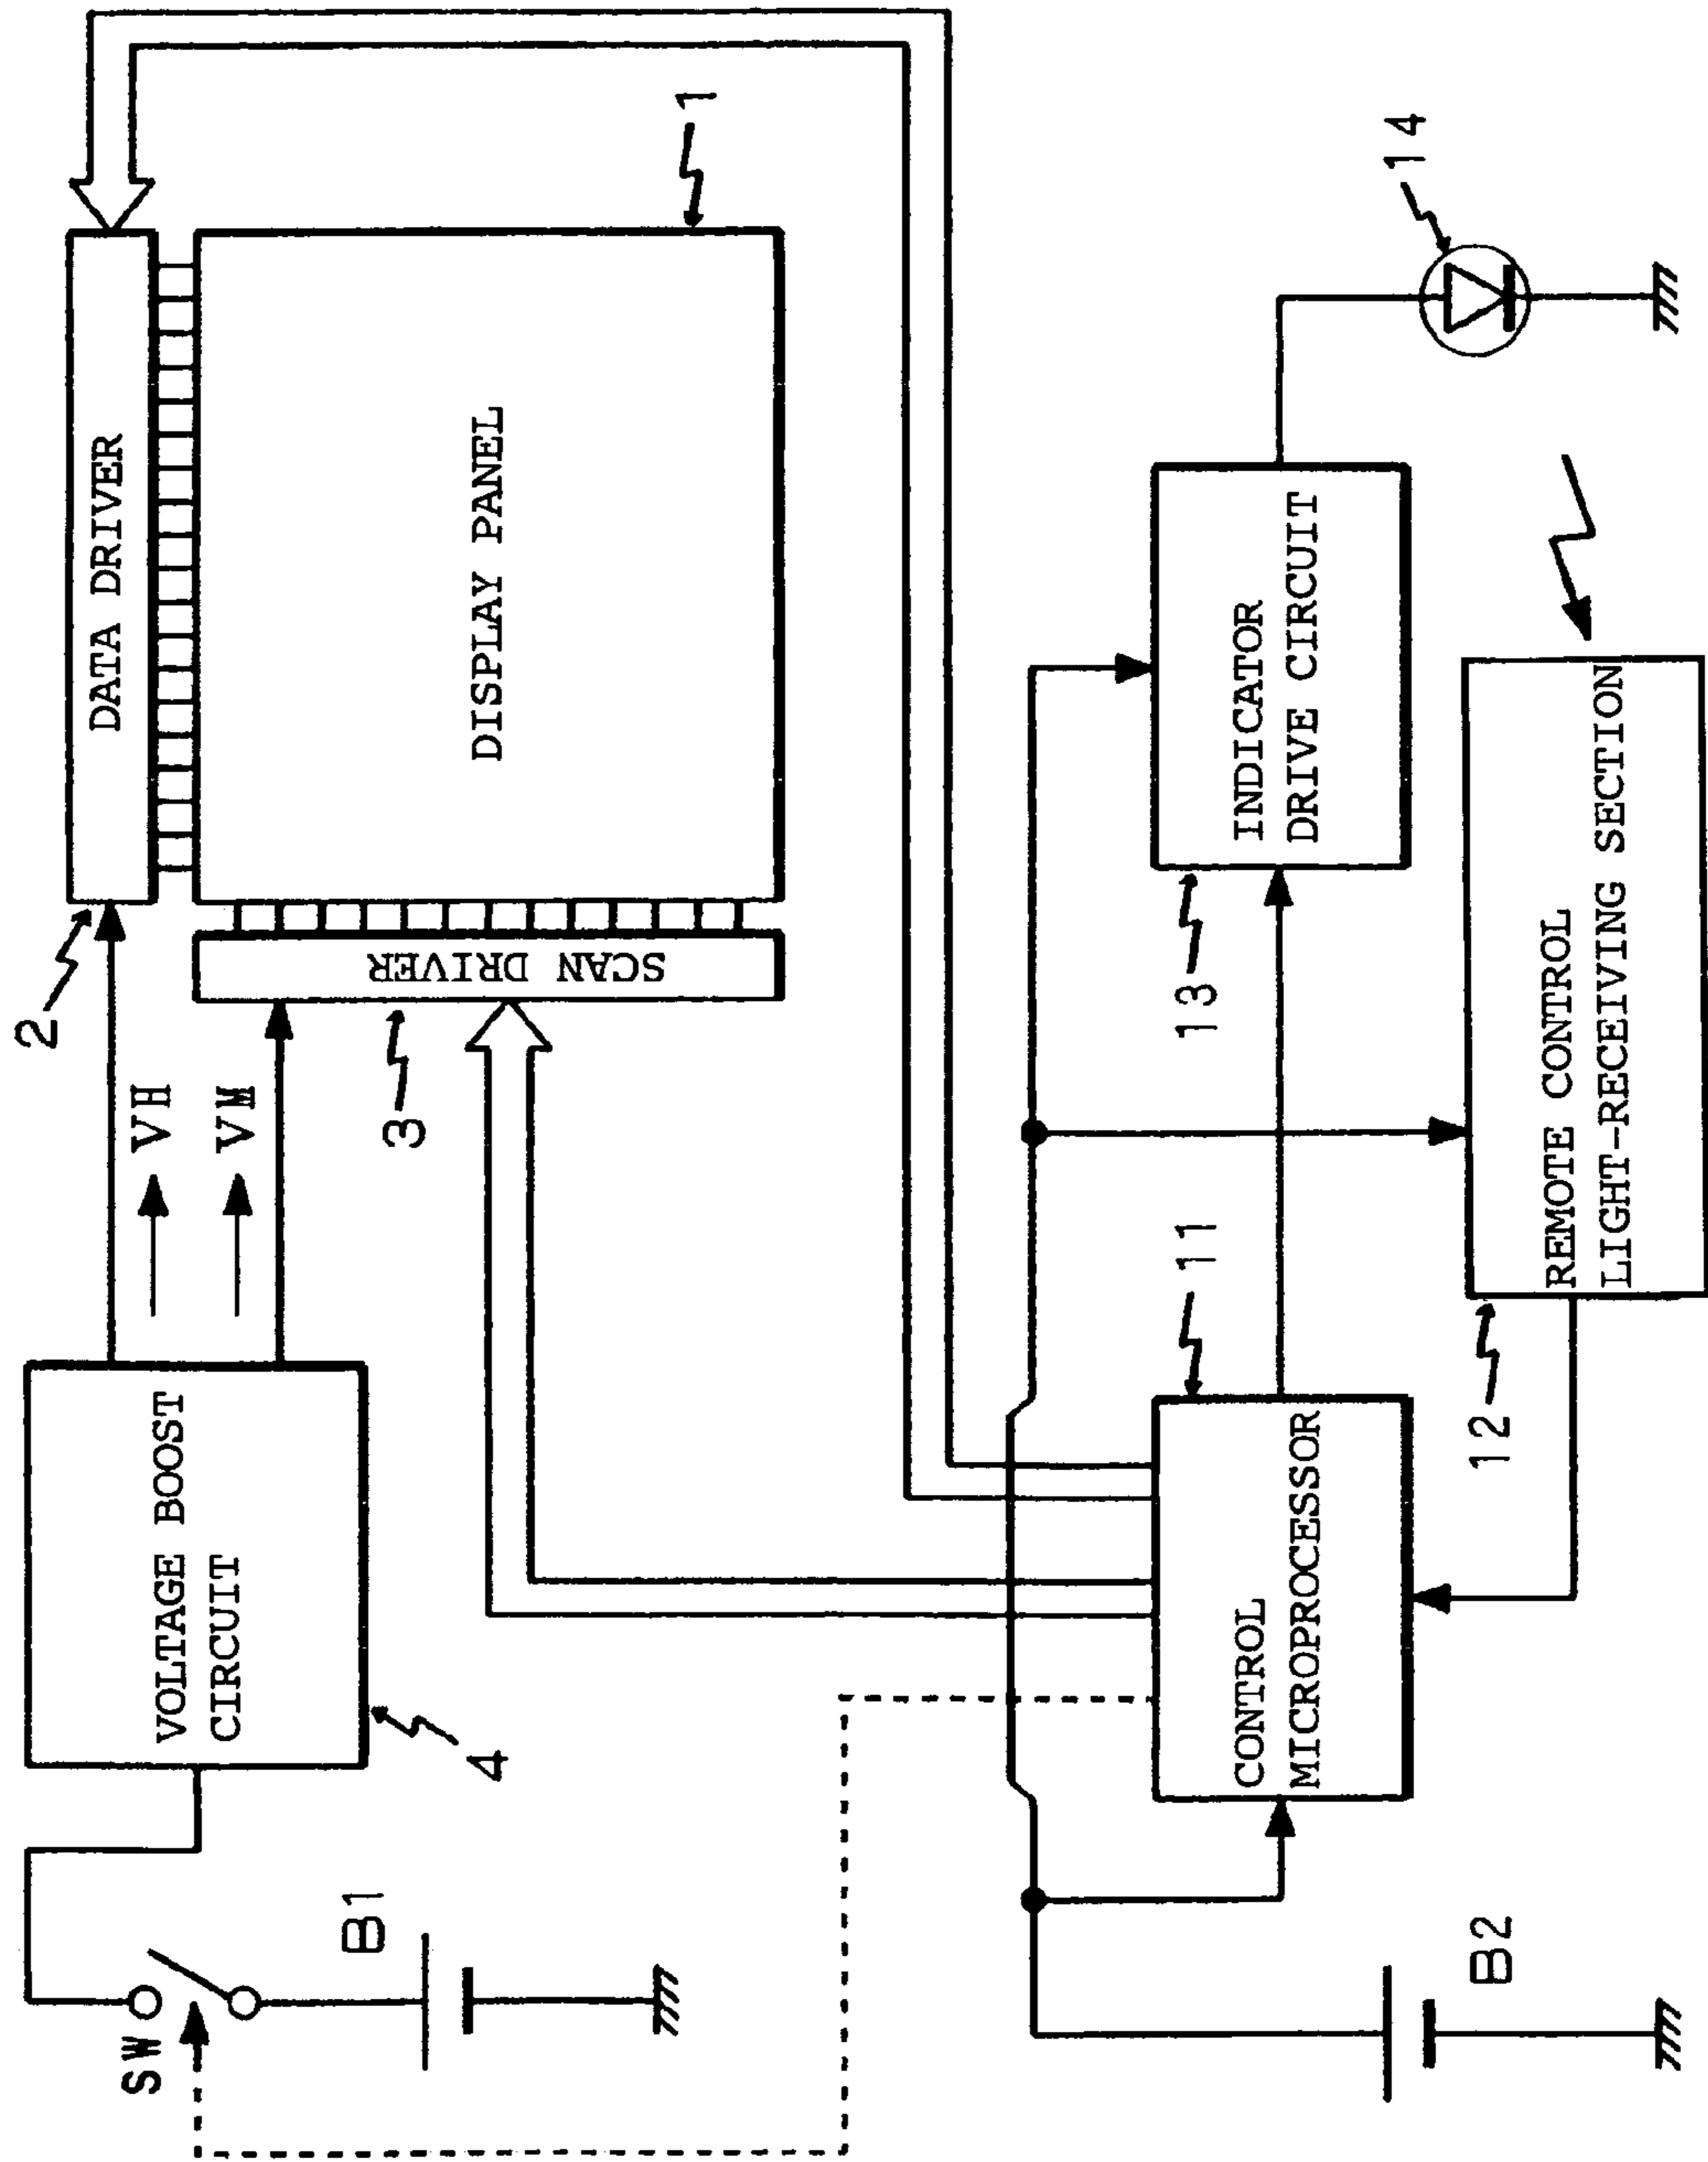 SW
B1
VOLTAGE BOOST
CIRCUIT
4
VH
VM
2
DATA DRIVER
3
SCAN DRIVER
DISPLAY PANEL
1
B2
CONTROL
MICROPROCESSOR
11
12
REMOTE CONTROL
LIGHT-RECEIVING SECTION
13
INDICATOR
DRIVE CIRCUIT
14